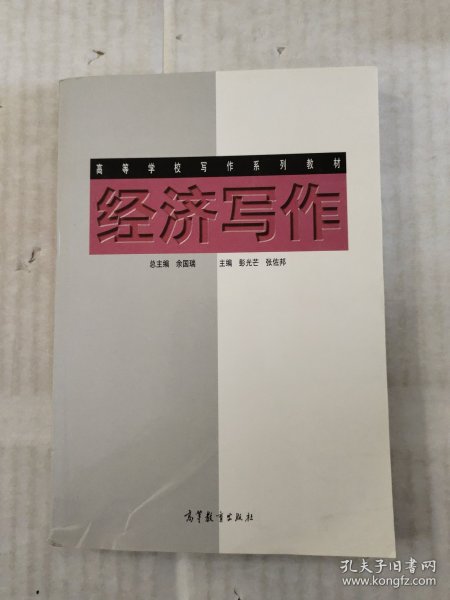 高等学校写作系列教材
经济写作
总主编 余国瑞 主编 彭光芒 张佐邦
高等教育出版社
孔夫子旧书网
www.kongfz.com